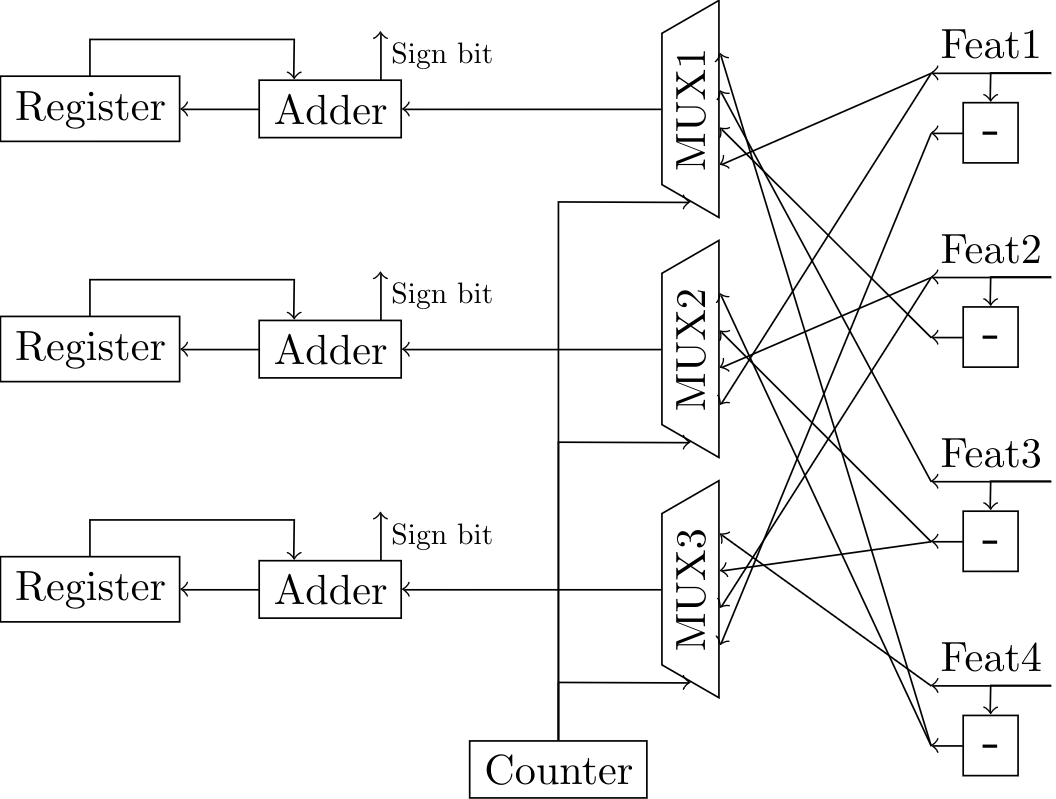 Feat1
Sign bit
Register
Adder
MUX1
-
Feat2
Sign bit
Register
Adder
MUX2
-
Feat3
Sign bit
Register
Adder
MUX3
-
Feat4
-
Counter